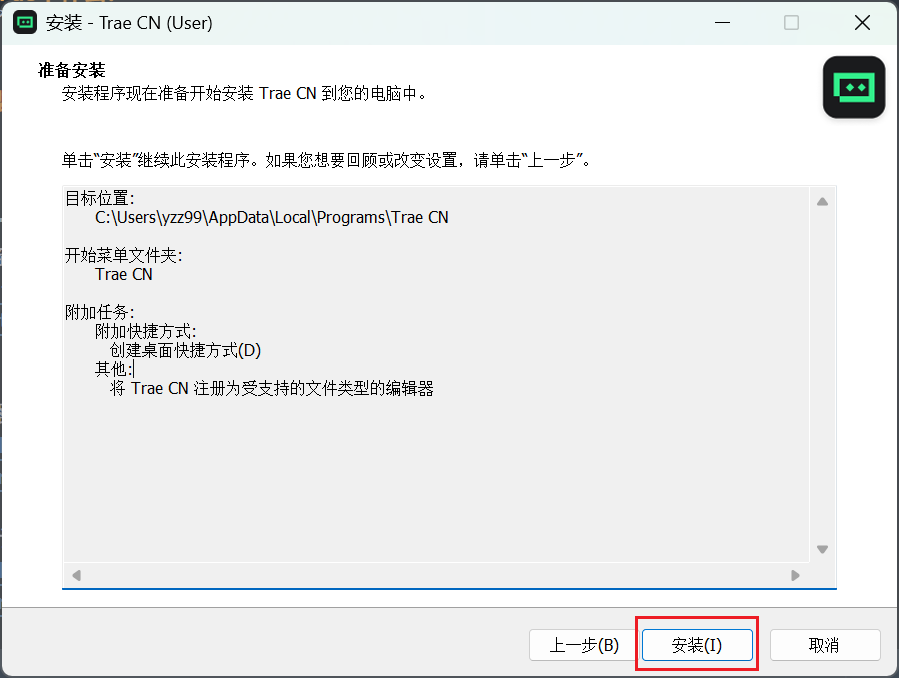 安装 - Trae CN (User)
准备安装
安装程序现在准备开始安装 Trae CN 到您的电脑中。
单击“安装”继续此安装程序。如果您想要回顾或改变设置，请单击“上一步”。
目标位置:
C:\Users\yzz99\AppData\Local\Programs\Trae CN
开始菜单文件夹:
Trae CN
附加任务:
附加快捷方式:
创建桌面快捷方式(D)
其他:
将 Trae CN 注册为受支持的文件类型的编辑器
上一步(B)
安装(I)
取消